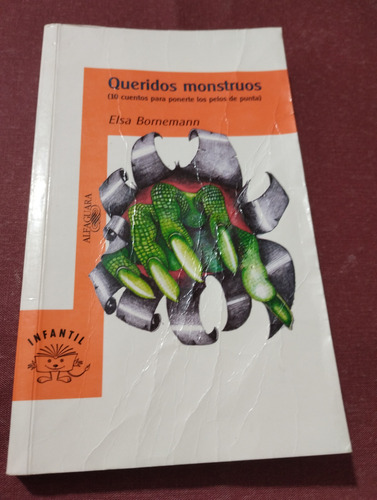 Queridos monstruos
(10 cuentos para ponerte los pelos de punta)
Elsa Bornemann
ALFAGUARA
INFANTIL